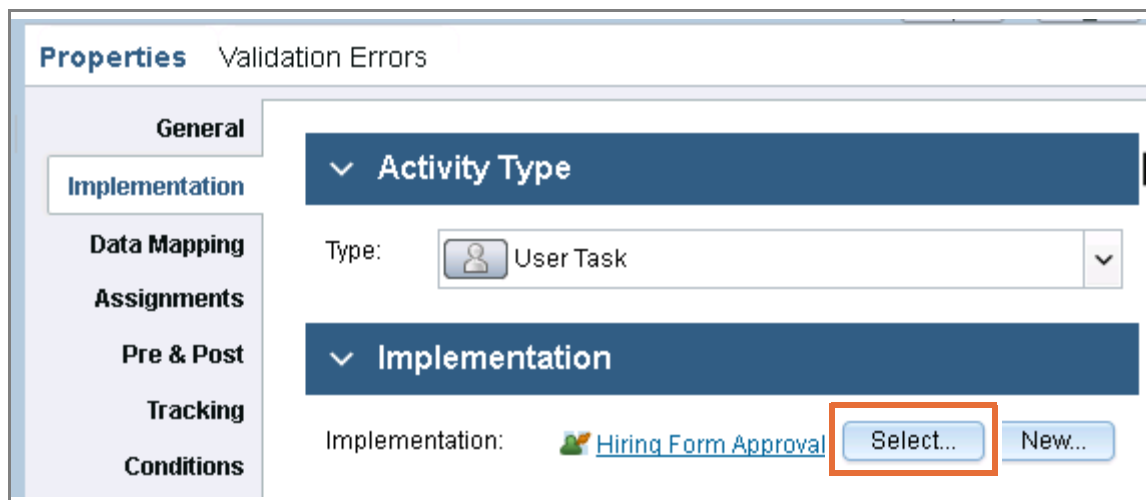 Properties Validation Errors
General
Implementation
Data Mapping
Assignments
Pre & Post
Tracking
Conditions
Activity Type
Type: User Task
Implementation
Implementation: Hiring Form Approval Select... New...